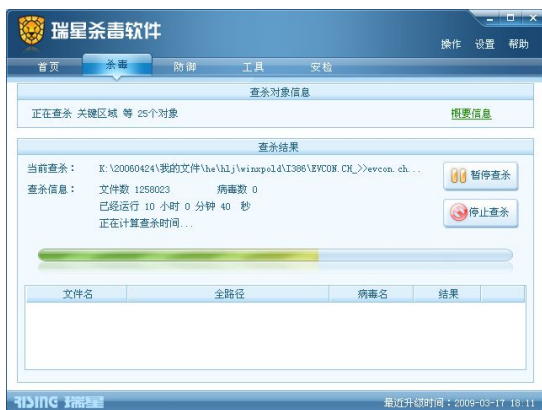 瑞星杀毒软件
操作 设置 帮助
首页 杀毒 防御 工具 安检
查杀对象信息
正在查杀 关键区域 等 25个对象 概要信息
查杀结果
当前查杀： K:\20060424\我的文件\he\hlj\winxpold\I386\EVCON.CH_>>evcon.ch...
暂停查杀
查杀信息： 文件数 1258023 病毒数 0
已经运行 10 小时 0 分钟 40 秒
停止查杀
正在计算查杀时间...
文件名 全路径 病毒名 结果
RISING 瑞星 最近升级时间：2009-03-17 18:11